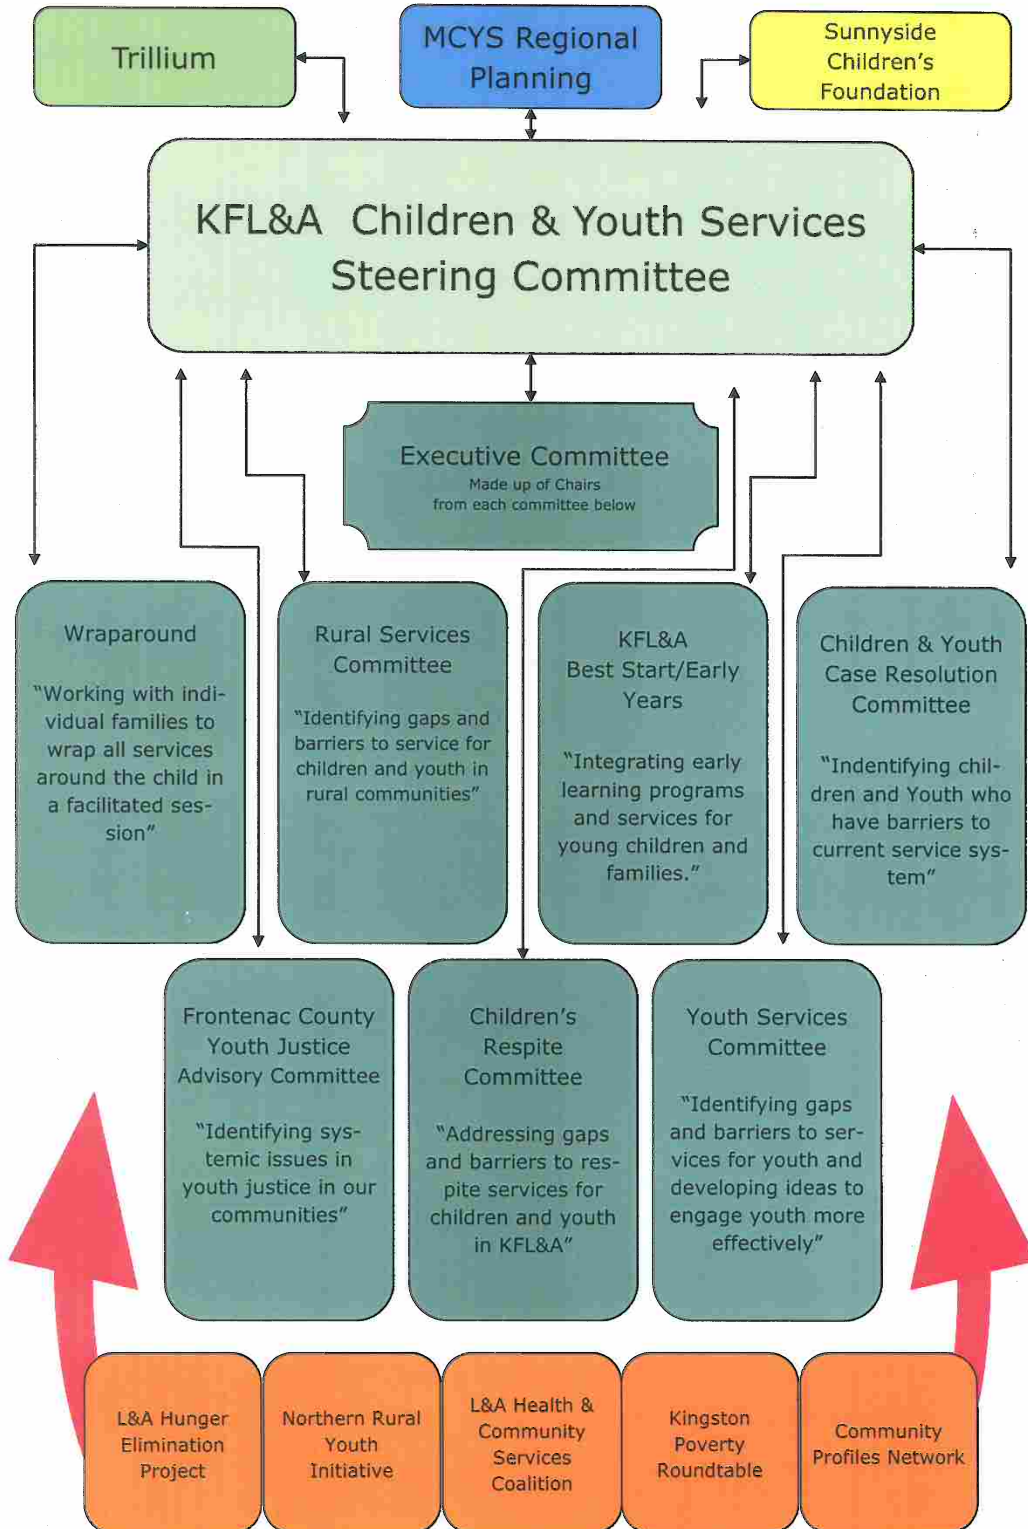 Trillium
MCYS Regional
Planning
Sunnyside
Children's
Foundation
KFL&A Children & Youth Services
Steering Committee
Executive Committee
Made up of Chairs
from each committee below
Wraparound
"Working with indi-
vidual families to
wrap all services
around the child in
a facilitated ses-
sion"
Rural Services
Committee
"Identifying gaps and
barriers to service for
children and youth in
rural communities"
KFL&A
Best Start/Early
Years
"Integrating early
learning programs
and services for
young children and
families."
Children & Youth
Case Resolution
Committee
"Indentifying chil-
dren and Youth who
have barriers to
current service sys-
tem"
Frontenac County
Youth Justice
Advisory Committee
"Identifying sys-
temic issues in
youth justice in our
communities"
Children's
Respite
Committee
"Addressing gaps
and barriers to res-
pite services for
children and youth
in KFL&A"
Youth Services
Committee
"Identifying gaps
and barriers to ser-
vices for youth and
developing ideas to
engage youth more
effectively"
L&A Hunger
Elimination
Project
Northern Rural
Youth
Initiative
L&A Health &
Community
Services
Coalition
Kingston
Poverty
Roundtable
Community
Profiles Network